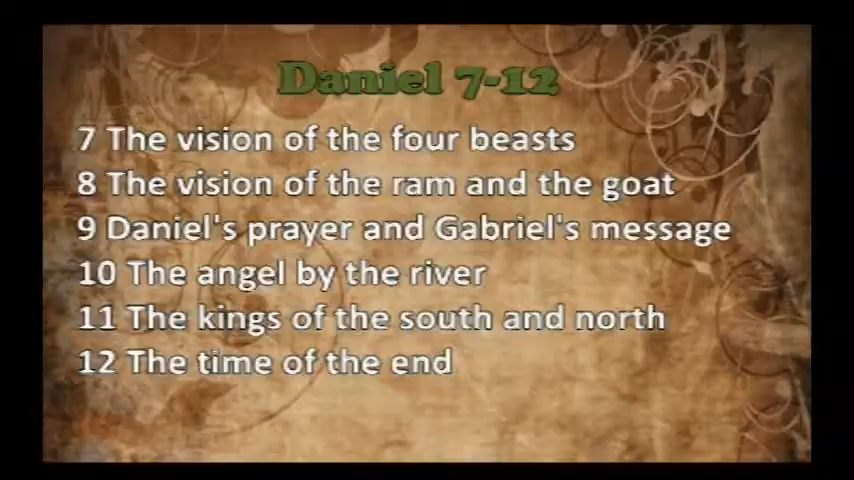 Daniel 7-12
7 The vision of the four beasts
8 The vision of the ram and the goat
9 Daniel's prayer and Gabriel's message
10 The angel by the river
11 The kings of the south and north
12 The time of the end